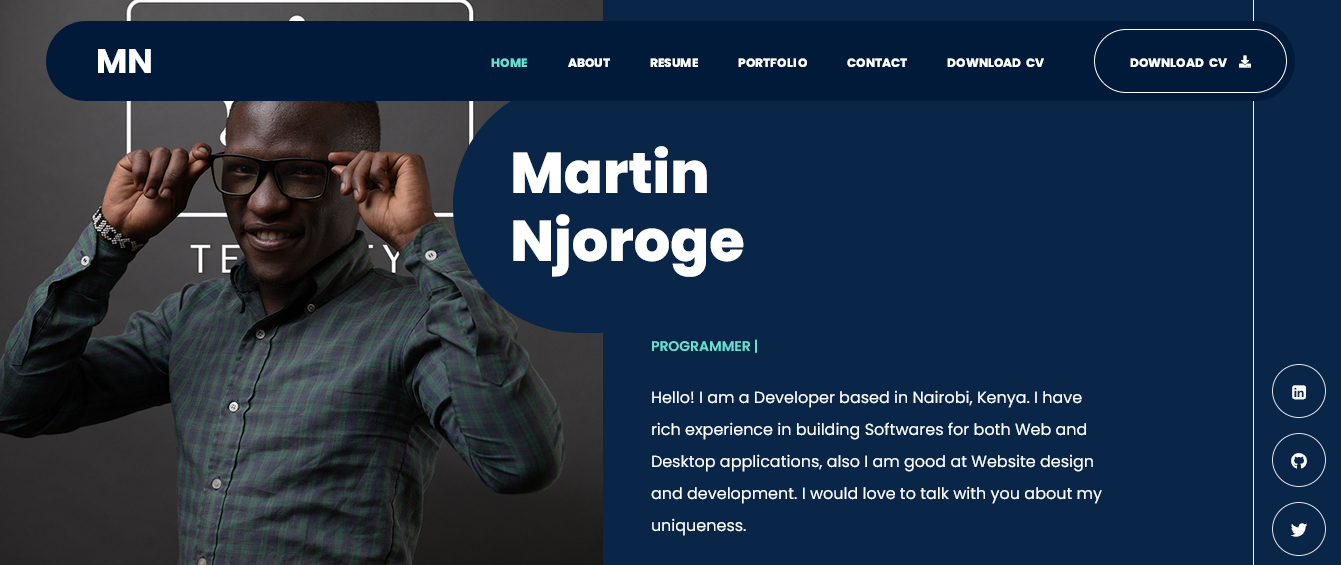 MN
HOME
ABOUT
RESUME
PORTFOLIO
CONTACT
DOWNLOAD CV
DOWNLOAD CV
Martin
Njoroge
PROGRAMMER |
Hello! I am a Developer based in Nairobi, Kenya. I have
rich experience in building Softwares for both Web and
Desktop applications, also I am good at Website design
and development. I would love to talk with you about my
uniqueness.